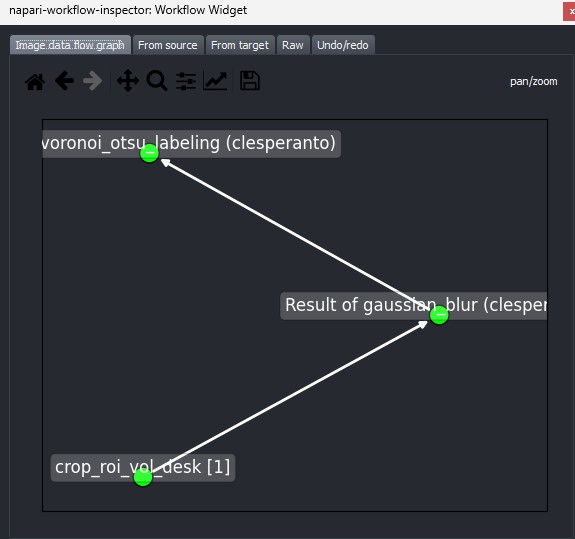 napari-workflow-inspector: Workflow Widget
Image.data.flow.graph
From source
From target
Raw
Undo/redo
pan/zoom
voronoi_otsu_labeling (clesperanto)
Result of gaussian_blur (clesper
crop_roi_vol_desk [1]